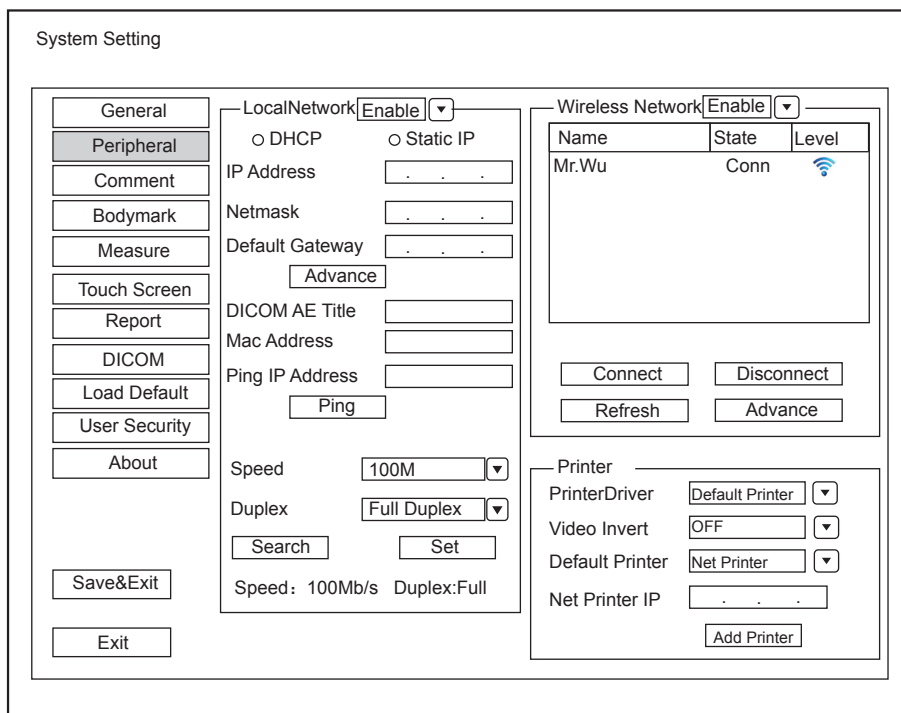 System Setting
General
Peripheral
Comment
Bodymark
Measure
Touch Screen
Report
DICOM
Load Default
User Security
About
Save&Exit
Exit
LocalNetwork Enable
DHCP Static IP
IP Address . . .
Netmask . . .
Default Gateway . . .
Advance
DICOM AE Title
Mac Address
Ping IP Address
Ping
Speed 100M
Duplex Full Duplex
Search Set
Speed: 100Mb/s Duplex:Full
Wireless Network Enable
Name State Level
Mr.Wu Conn
Connect Disconnect
Refresh Advance
Printer
PrinterDriver Default Printer
Video Invert OFF
Default Printer Net Printer
Net Printer IP . . .
Add Printer